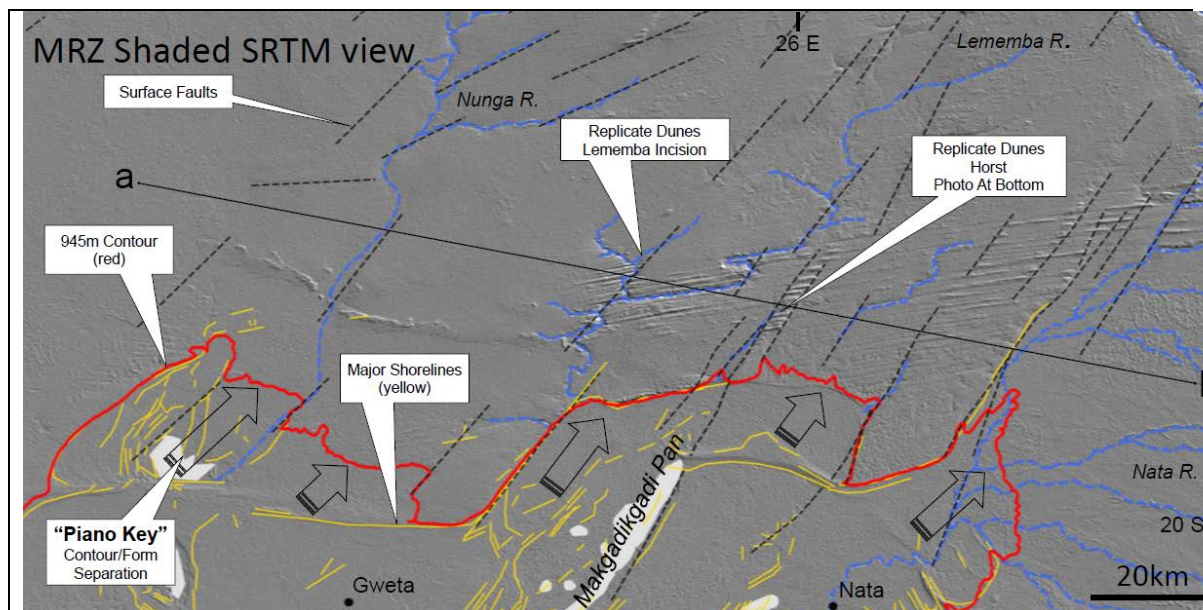 MRZ Shaded SRTM view
26 E
Lememba R.
Surface Faults
Nunga R.
Replicate Dunes
Lememba Incision
Replicate Dunes
Horst
Photo At Bottom
a
945m Contour
(red)
Major Shorelines
(yellow)
Makgadikgadi Pan
Nata R.
"Piano Key"
Contour/Form
Separation
20 S
Gweta
Nata
20km